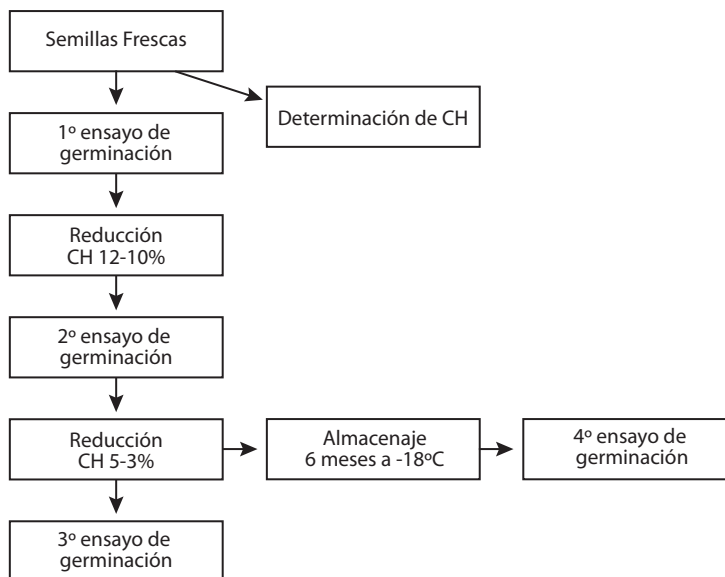 Semillas Frescas
Determinación de CH
1º ensayo de
germinación
Reducción
CH 12-10%
2º ensayo de
germinación
Reducción
CH 5-3%
Almacenaje
6 meses a -18ºC
4º ensayo de
germinación
3º ensayo de
germinación